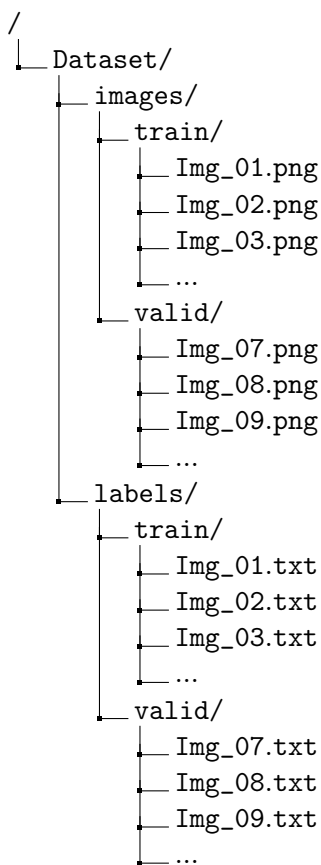 /
Dataset/
images/
train/
Img_01.png
Img_02.png
Img_03.png
...
valid/
Img_07.png
Img_08.png
Img_09.png
...
labels/
train/
Img_01.txt
Img_02.txt
Img_03.txt
...
valid/
Img_07.txt
Img_08.txt
Img_09.txt
...